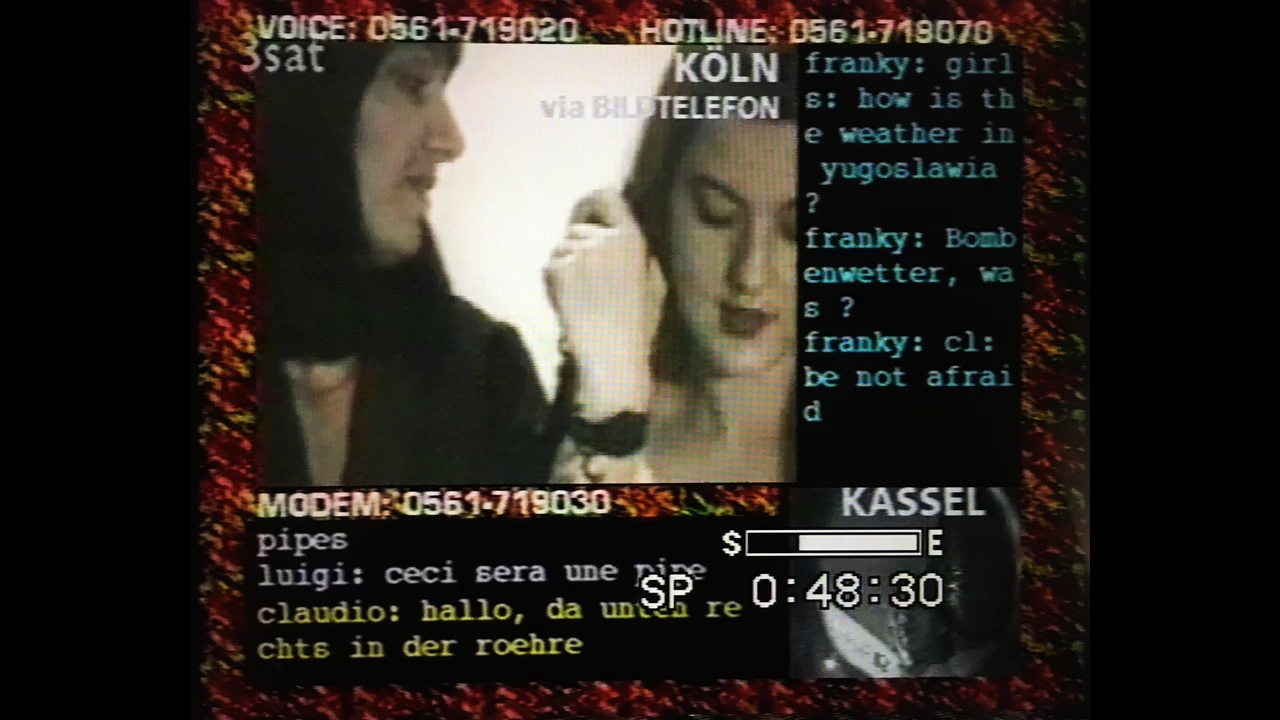 VOICE: 0561-719020 HOTLINE: 0561-719070
3sat
KÖLN
via BILDTELEFON
franky: girl
s: how is th
e weather in
yugoslawia
?
franky: Bomb
enwetter, wa
s ?
franky: cl:
be not afrai
d
MODEM: 0561-719030
KASSEL
pipes
luigi: ceci sera une pipe
claudio: hallo, da unten re
chts in der roehre
S E
SP 0:48:30